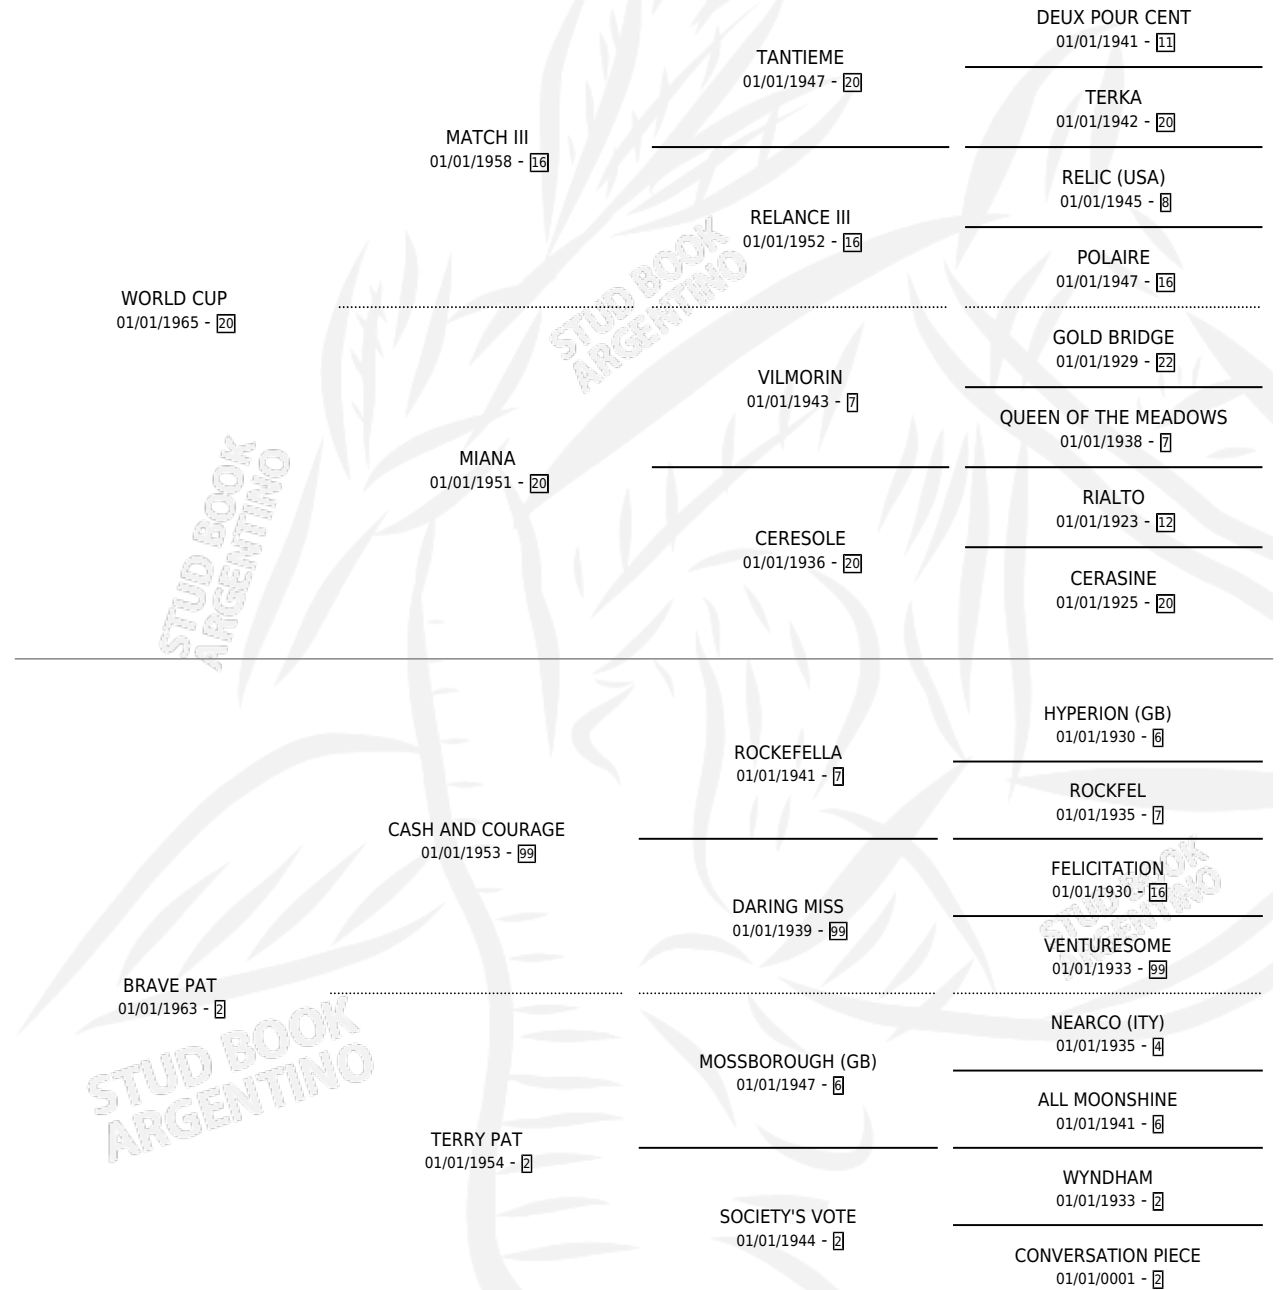 DEUX POUR CENT
01/01/1941 - 11
TANTIEME
01/01/1947 - 20
TERKA
01/01/1942 - 20
MATCH III
01/01/1958 - 16
RELIC (USA)
01/01/1945 - 8
RELANCE III
01/01/1952 - 16
POLAIRE
01/01/1947 - 16
WORLD CUP
01/01/1965 - 20
STUD BOOK
ARGENTINO
GOLD BRIDGE
01/01/1929 - 22
VILMORIN
01/01/1943 - 7
QUEEN OF THE MEADOWS
01/01/1938 - 7
MIANA
01/01/1951 - 20
RIALTO
01/01/1923 - 12
CERESOLE
01/01/1936 - 20
CERASINE
01/01/1925 - 20
STUD BOOK
ARGENTINO
HYPERION (GB)
01/01/1930 - 6
ROCKEFELLA
01/01/1941 - 7
ROCKFEL
01/01/1935 - 7
CASH AND COURAGE
01/01/1953 - 99
FELICITATION
01/01/1930 - 16
DARING MISS
01/01/1939 - 99
STUD BOOK
ARGENTINO
VENTURESOME
01/01/1933 - 99
BRAVE PAT
01/01/1963 - 2
NEARCO (ITY)
01/01/1935 - 4
MOSSBOROUGH (GB)
01/01/1947 - 6
STUD BOOK
ARGENTINO
ALL MOONSHINE
01/01/1941 - 6
TERRY PAT
01/01/1954 - 2
WYNDHAM
01/01/1933 - 2
SOCIETY'S VOTE
01/01/1944 - 2
CONVERSATION PIECE
01/01/0001 - 2